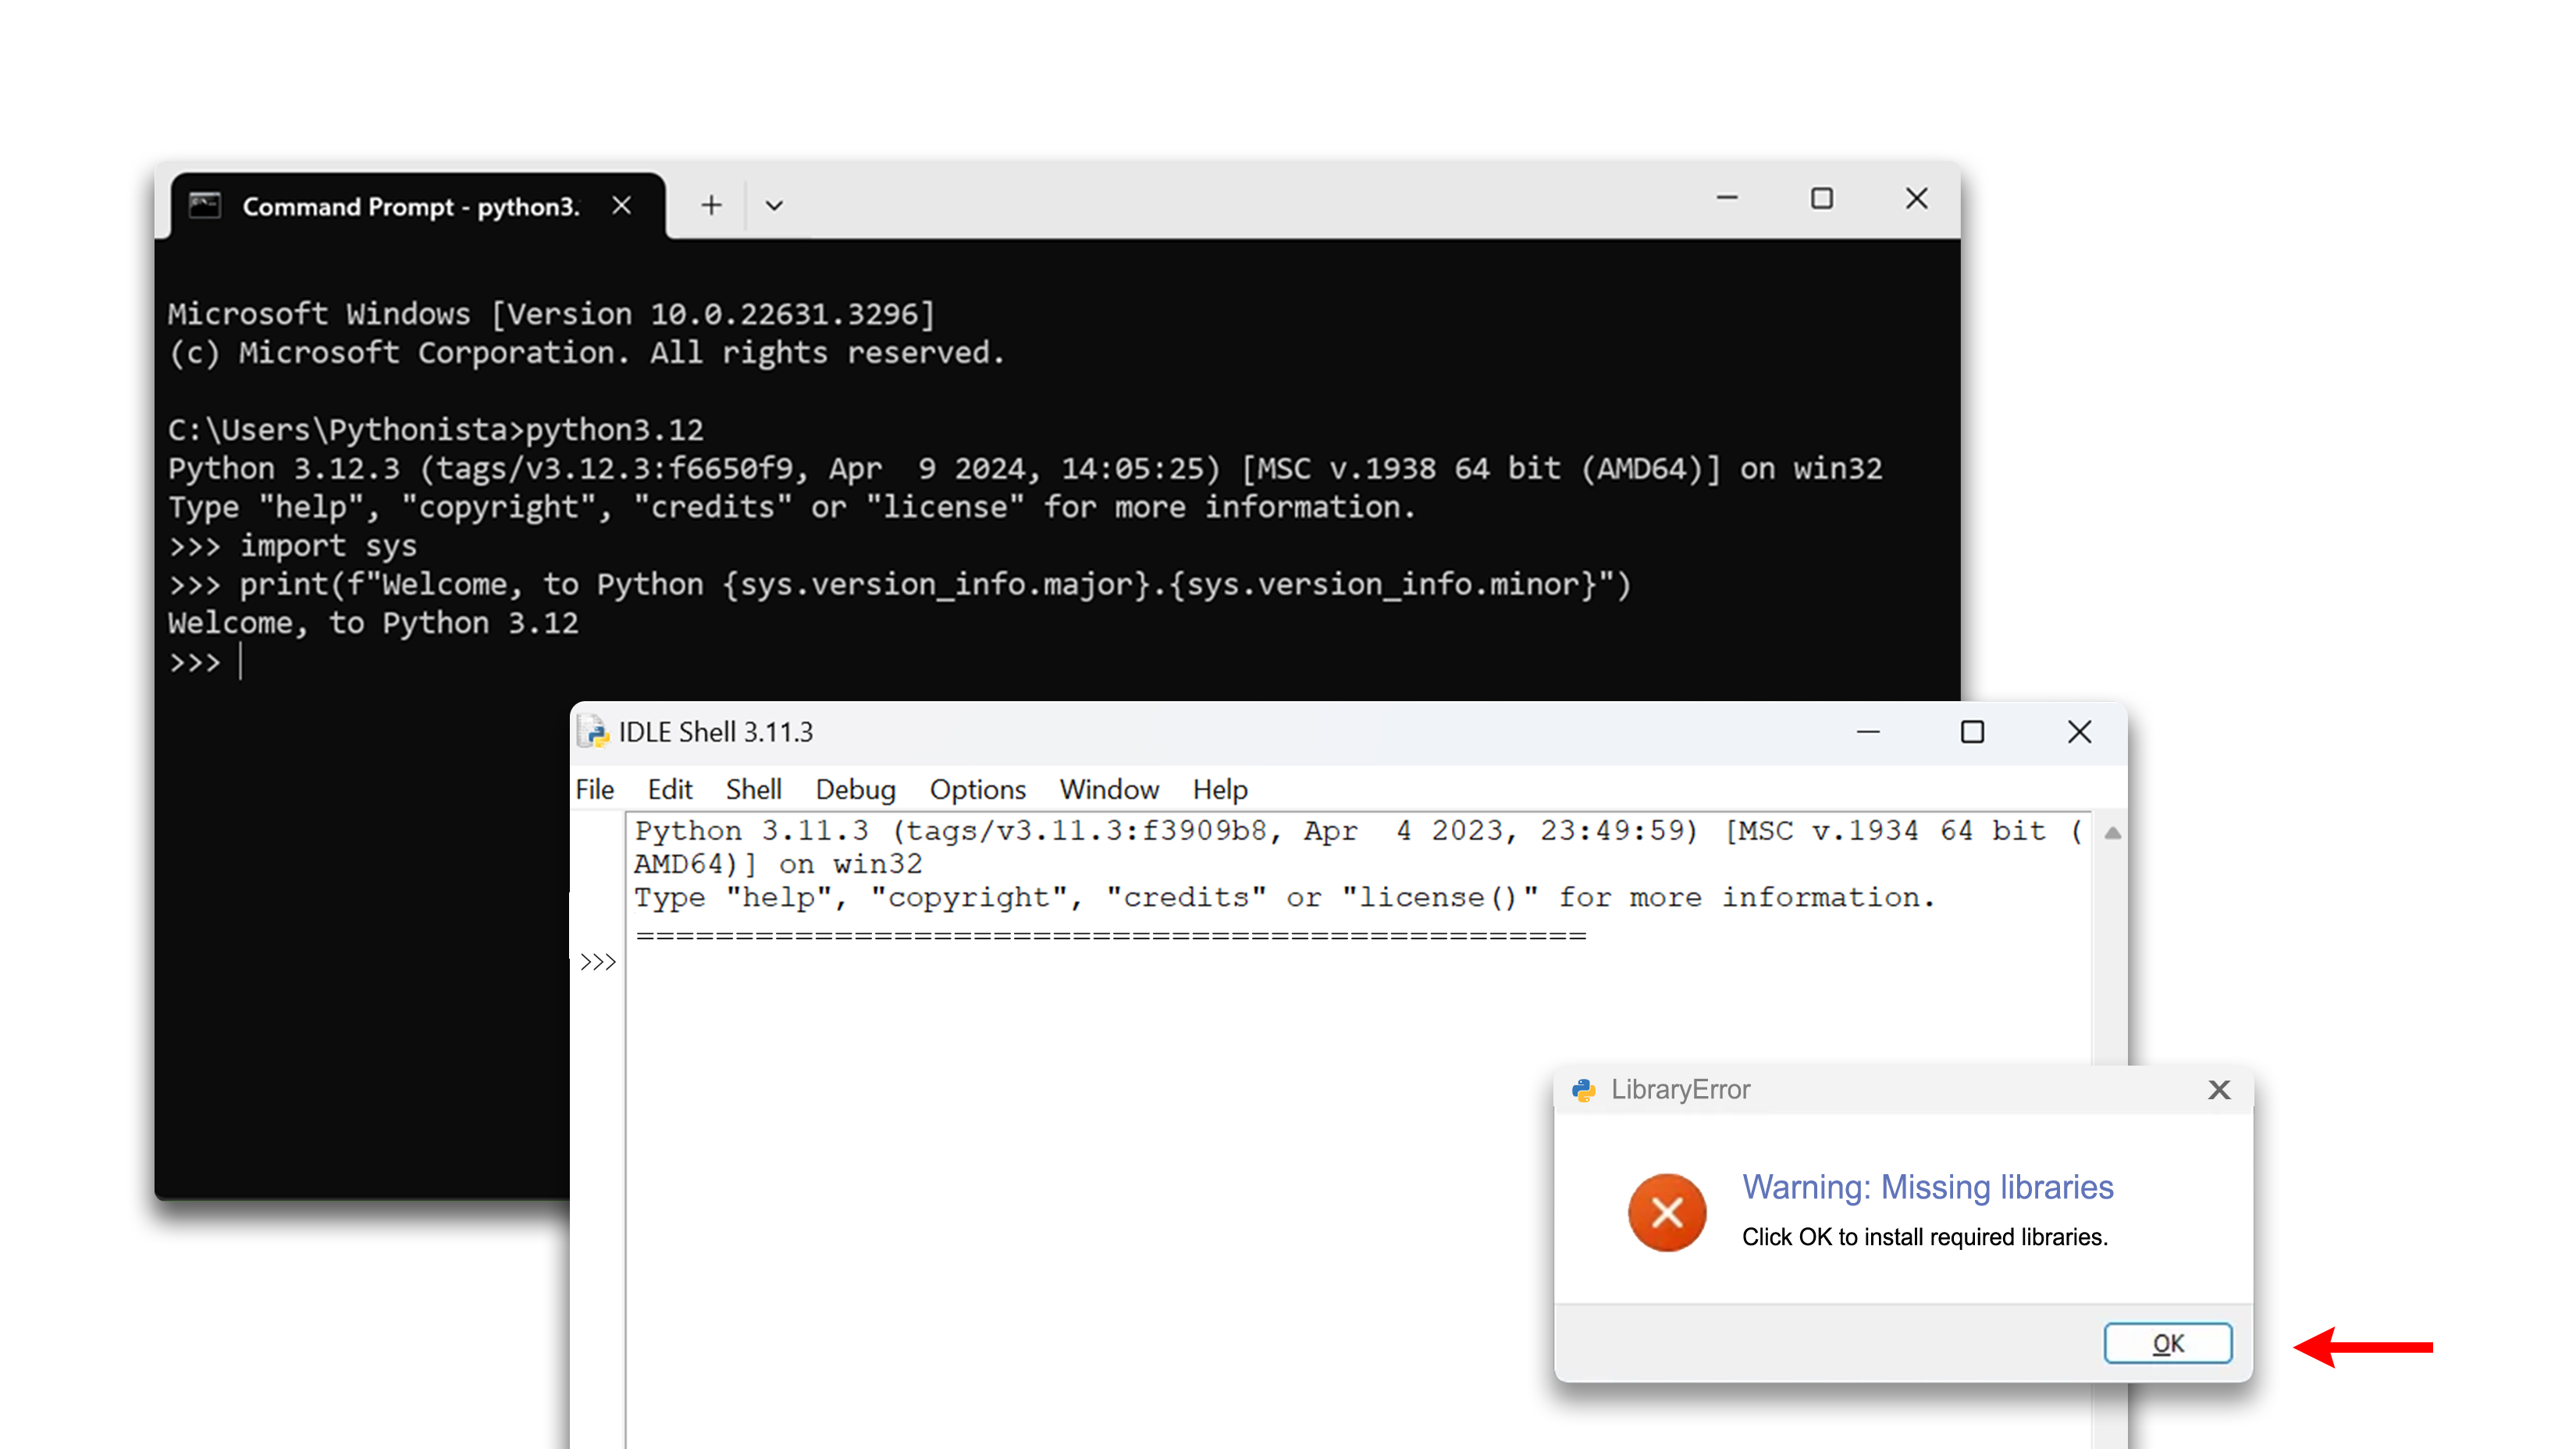 Command Prompt - python3.
Microsoft Windows [Version 10.0.22631.3296]
(c) Microsoft Corporation. All rights reserved.
C:\Users\Pythonista>python3.12
Python 3.12.3 (tags/v3.12.3:f6650f9, Apr  9 2024, 14:05:25) [MSC v.1938 64 bit (AMD64)] on win32
Type "help", "copyright", "credits" or "license" for more information.
>>> import sys
>>> print(f"Welcome, to Python {sys.version_info.major}.{sys.version_info.minor}")
Welcome, to Python 3.12
>>>
IDLE Shell 3.11.3
File Edit Shell Debug Options Window Help
Python 3.11.3 (tags/v3.11.3:f3909b8, Apr  4 2023, 23:49:59) [MSC v.1934 64 bit (
AMD64)] on win32
Type "help", "copyright", "credits" or "license()" for more information.
================================================
>>>
LibraryError
Warning: Missing libraries
Click OK to install required libraries.
OK